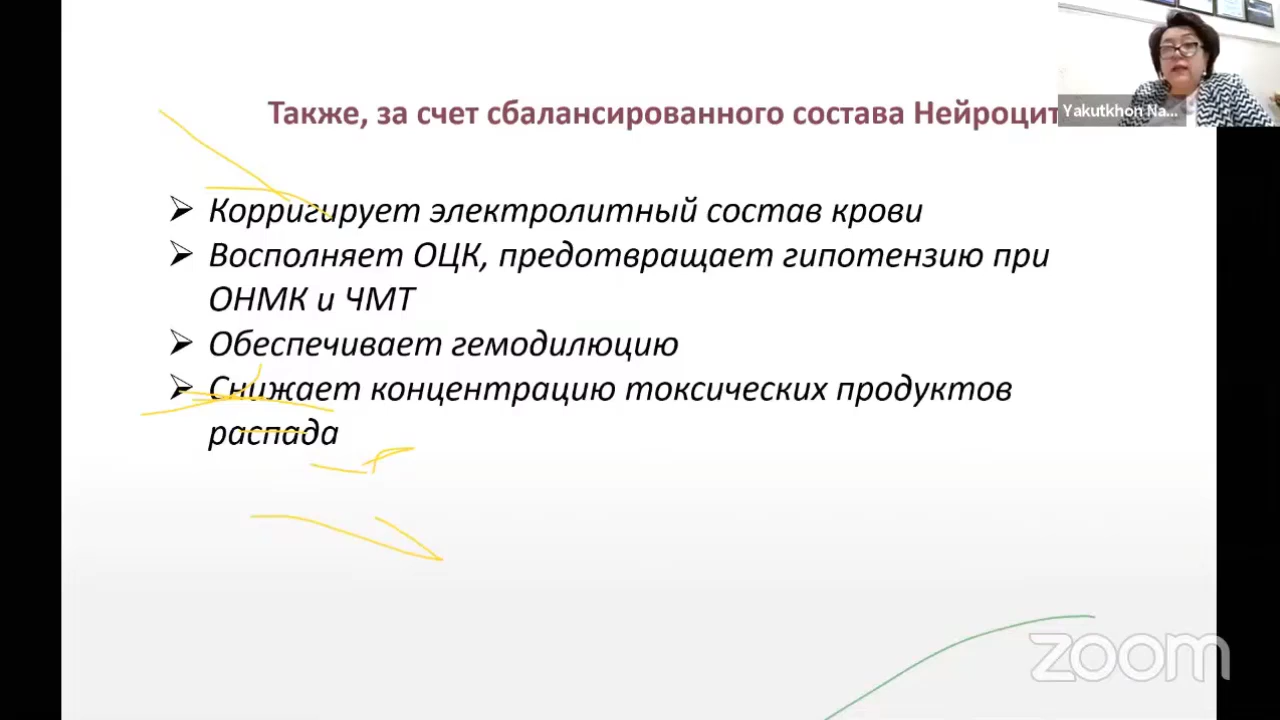 Также, за счет сбалансированного состава Нейроцит
Yakutkhon Na...
➢ Корригирует электролитный состав крови
➢ Восполняет ОЦК, предотвращает гипотензию при
ОНМК и ЧМТ
➢ Обеспечивает гемодилюцию
➢ Снижает концентрацию токсических продуктов
распада
zoom